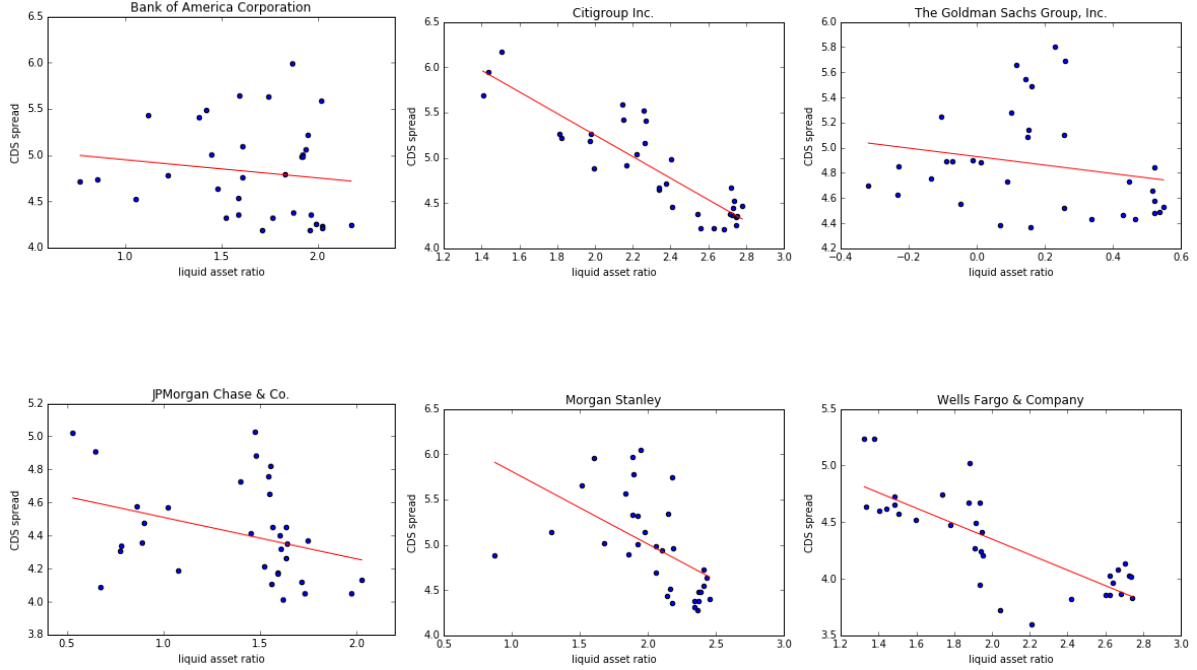 Bank of America Corporation
6.5
6.0
5.5
5.0
4.5
4.0
CDS spread
1.0 1.5 2.0
liquid asset ratio
Citigroup Inc.
6.5
6.0
5.5
5.0
4.5
4.0
CDS spread
1.2 1.4 1.6 1.8 2.0 2.2 2.4 2.6 2.8 3.0
liquid asset ratio
The Goldman Sachs Group, Inc.
6.0
5.8
5.6
5.4
5.2
5.0
4.8
4.6
4.4
4.2
CDS spread
−0.4 −0.2 0.0 0.2 0.4 0.6
liquid asset ratio
JPMorgan Chase & Co.
5.2
5.0
4.8
4.6
4.4
4.2
4.0
3.8
CDS spread
0.5 1.0 1.5 2.0
liquid asset ratio
Morgan Stanley
6.5
6.0
5.5
5.0
4.5
4.0
CDS spread
0.5 1.0 1.5 2.0 2.5 3.0
liquid asset ratio
Wells Fargo & Company
5.5
5.0
4.5
4.0
3.5
CDS spread
1.2 1.4 1.6 1.8 2.0 2.2 2.4 2.6 2.8 3.0
liquid asset ratio